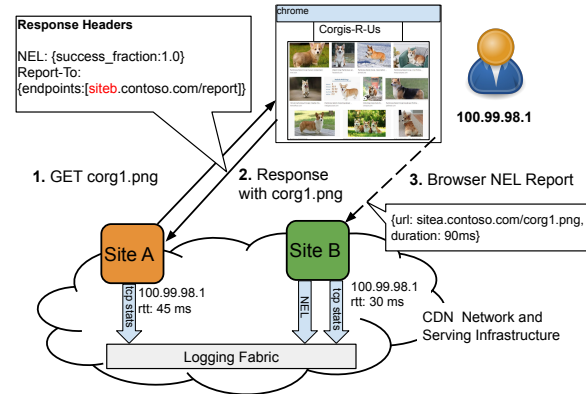 Response Headers
NEL: {success_fraction:1.0}
Report-To:
{endpoints:[siteb.contoso.com/report]}
chrome
Corgis-R-Us
100.99.98.1
1. GET corg1.png
2. Response
with corg1.png
3. Browser NEL Report
{url: sitea.contoso.com/corg1.png,
duration: 90ms}
Site A
Site B
tcp stats
100.99.98.1
rtt: 45 ms
NEL
tcp stats
100.99.98.1
rtt: 30 ms
CDN Network and
Serving Infrastructure
Logging Fabric